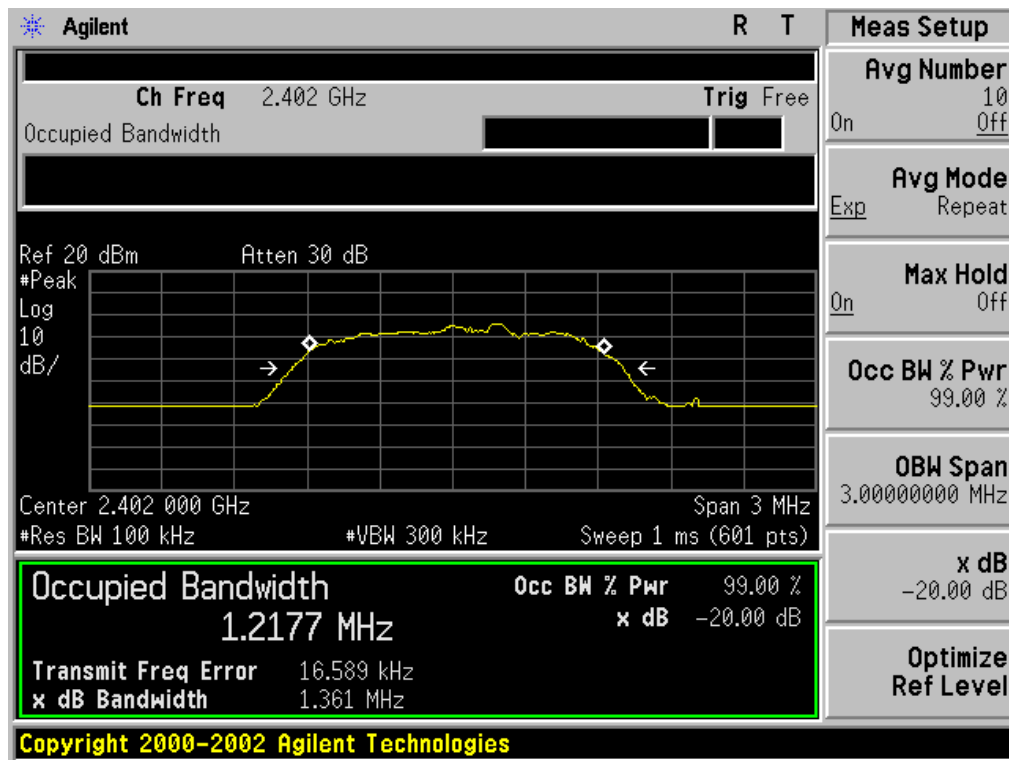 Agilent R T
Ch Freq 2.402 GHz Trig Free
Occupied Bandwidth
Ref 20 dBm Atten 30 dB
#Peak
Log
10
dB/
Center 2.402 000 GHz Span 3 MHz
#Res BW 100 kHz #VBW 300 kHz Sweep 1 ms (601 pts)
Occupied Bandwidth Occ BW % Pwr 99.00 %
1.2177 MHz x dB -20.00 dB
Transmit Freq Error 16.589 kHz
x dB Bandwidth 1.361 MHz
Copyright 2000-2002 Agilent Technologies
Meas Setup
Avg Number
10
On Off
Avg Mode
Exp Repeat
Max Hold
On Off
Occ BW % Pwr
99.00 %
OBW Span
3.00000000 MHz
x dB
-20.00 dB
Optimize
Ref Level